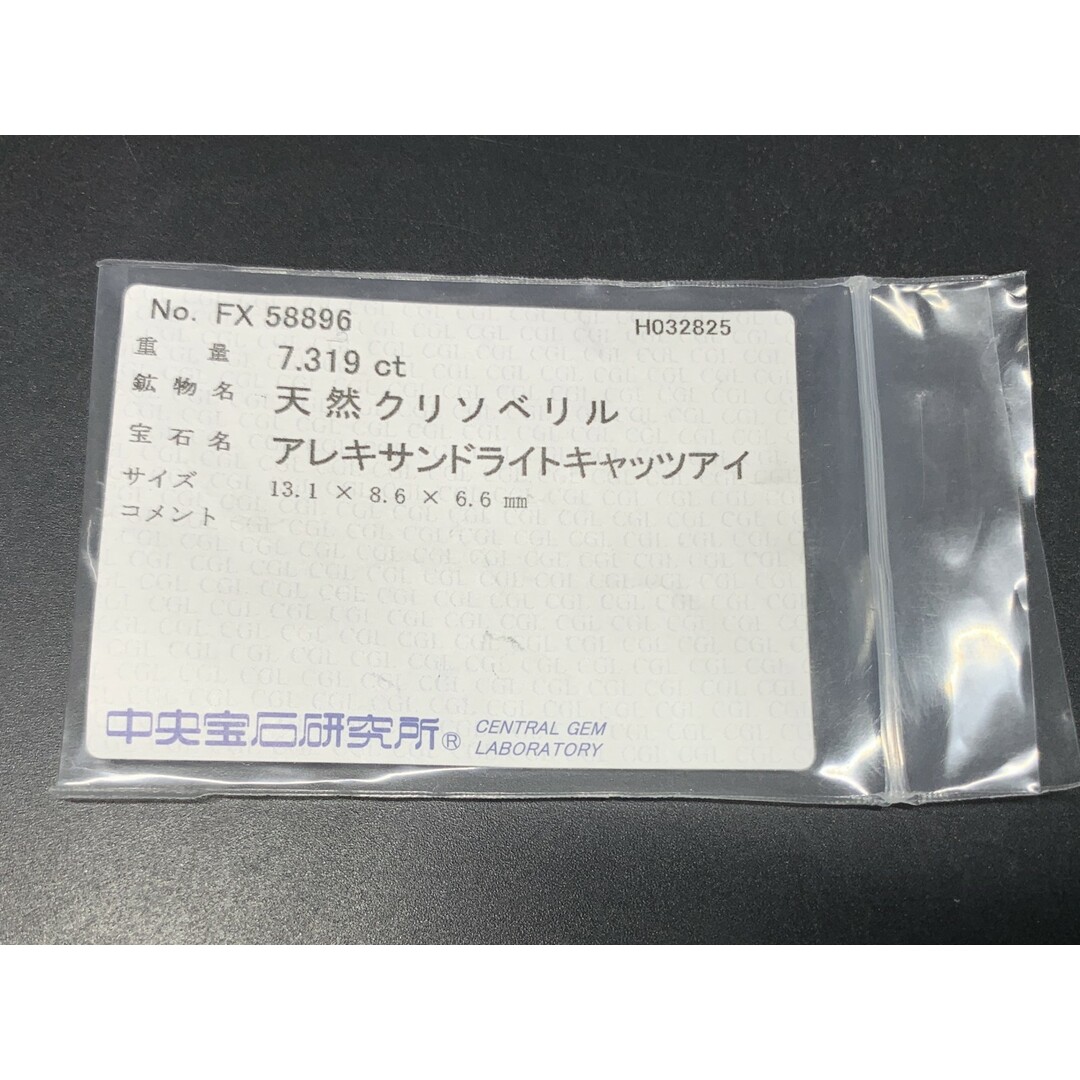 No. FX 58896 H032825
重量 7.319 ct
鉱物名 天然クリソベリル
宝石名 アレキサンドライトキャッツアイ
サイズ 13.1 × 8.6 × 6.6 ㎜
コメント
中央宝石研究所® CENTRAL GEM
LABORATORY